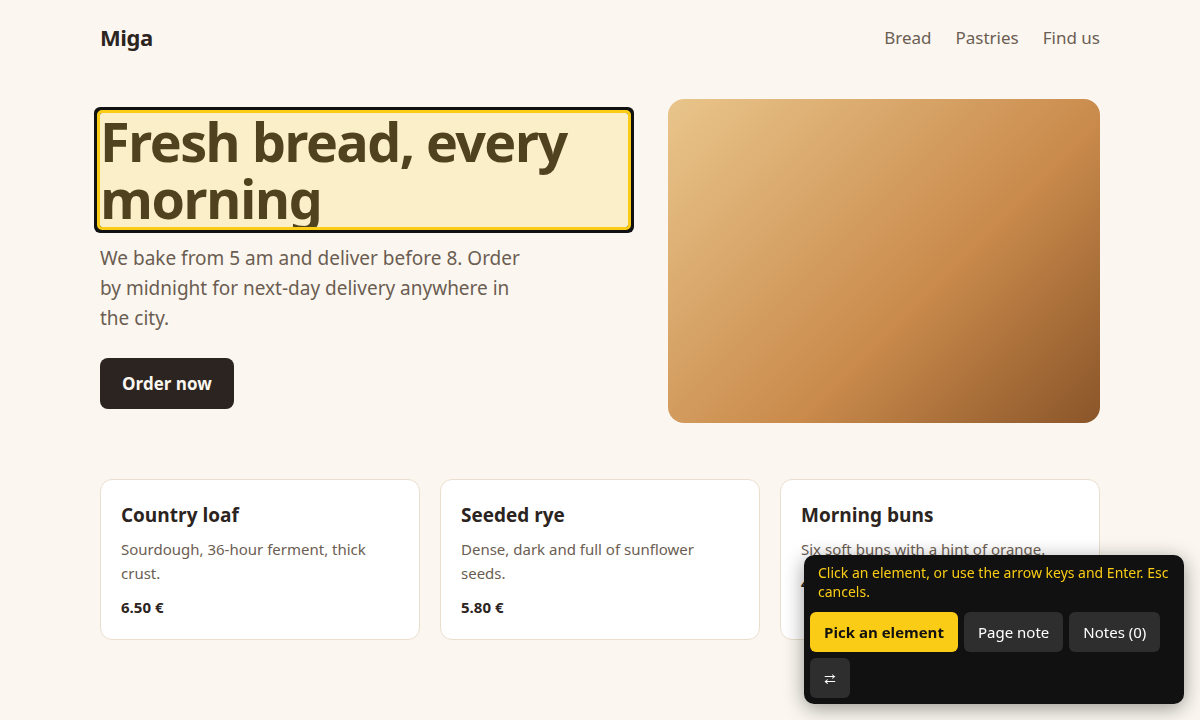 Miga
Bread Pastries Find us
Fresh bread, every
morning
We bake from 5 am and deliver before 8. Order
by midnight for next-day delivery anywhere in
the city.
Order now
Country loaf
Sourdough, 36-hour ferment, thick
crust.
6.50 €
Seeded rye
Dense, dark and full of sunflower
seeds.
5.80 €
Morning buns
Six soft buns with a hint of orange.
Click an element, or use the arrow keys and Enter. Esc
cancels.
Pick an element Page note Notes (0)
⇄